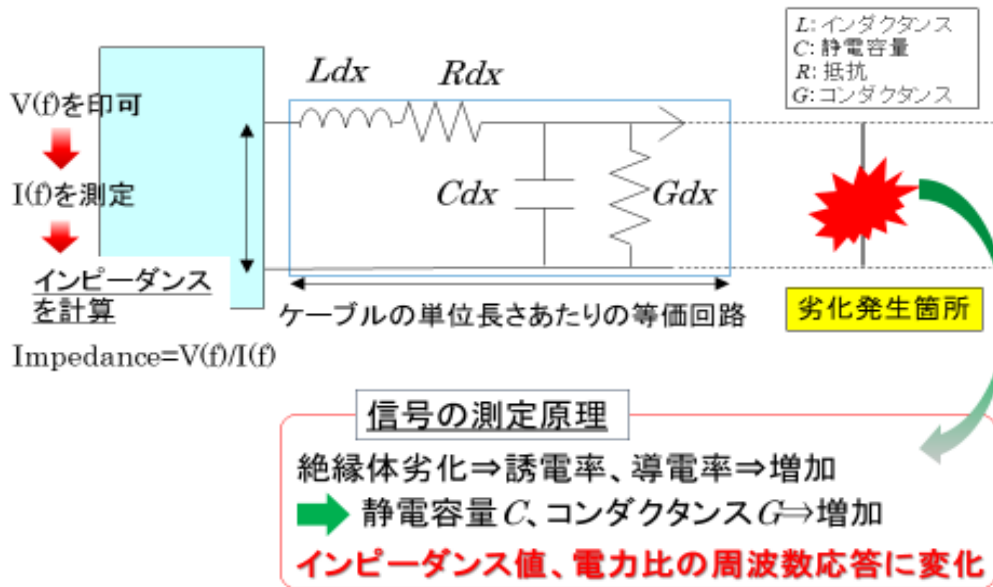 L: インダクタンス
C: 静電容量
R: 抵抗
G: コンダクタンス
Ldx
Rdx
V(f)を印可
I(f)を測定
Cdx
Gdx
インピーダンス
を計算
ケーブルの単位長さあたりの等価回路
劣化発生箇所
Impedance=V(f)/I(f)
信号の測定原理
絶縁体劣化⇒誘電率、導電率⇒増加
静電容量C、コンダクタンスG⇒増加
インピーダンス値、電力比の周波数応答に変化